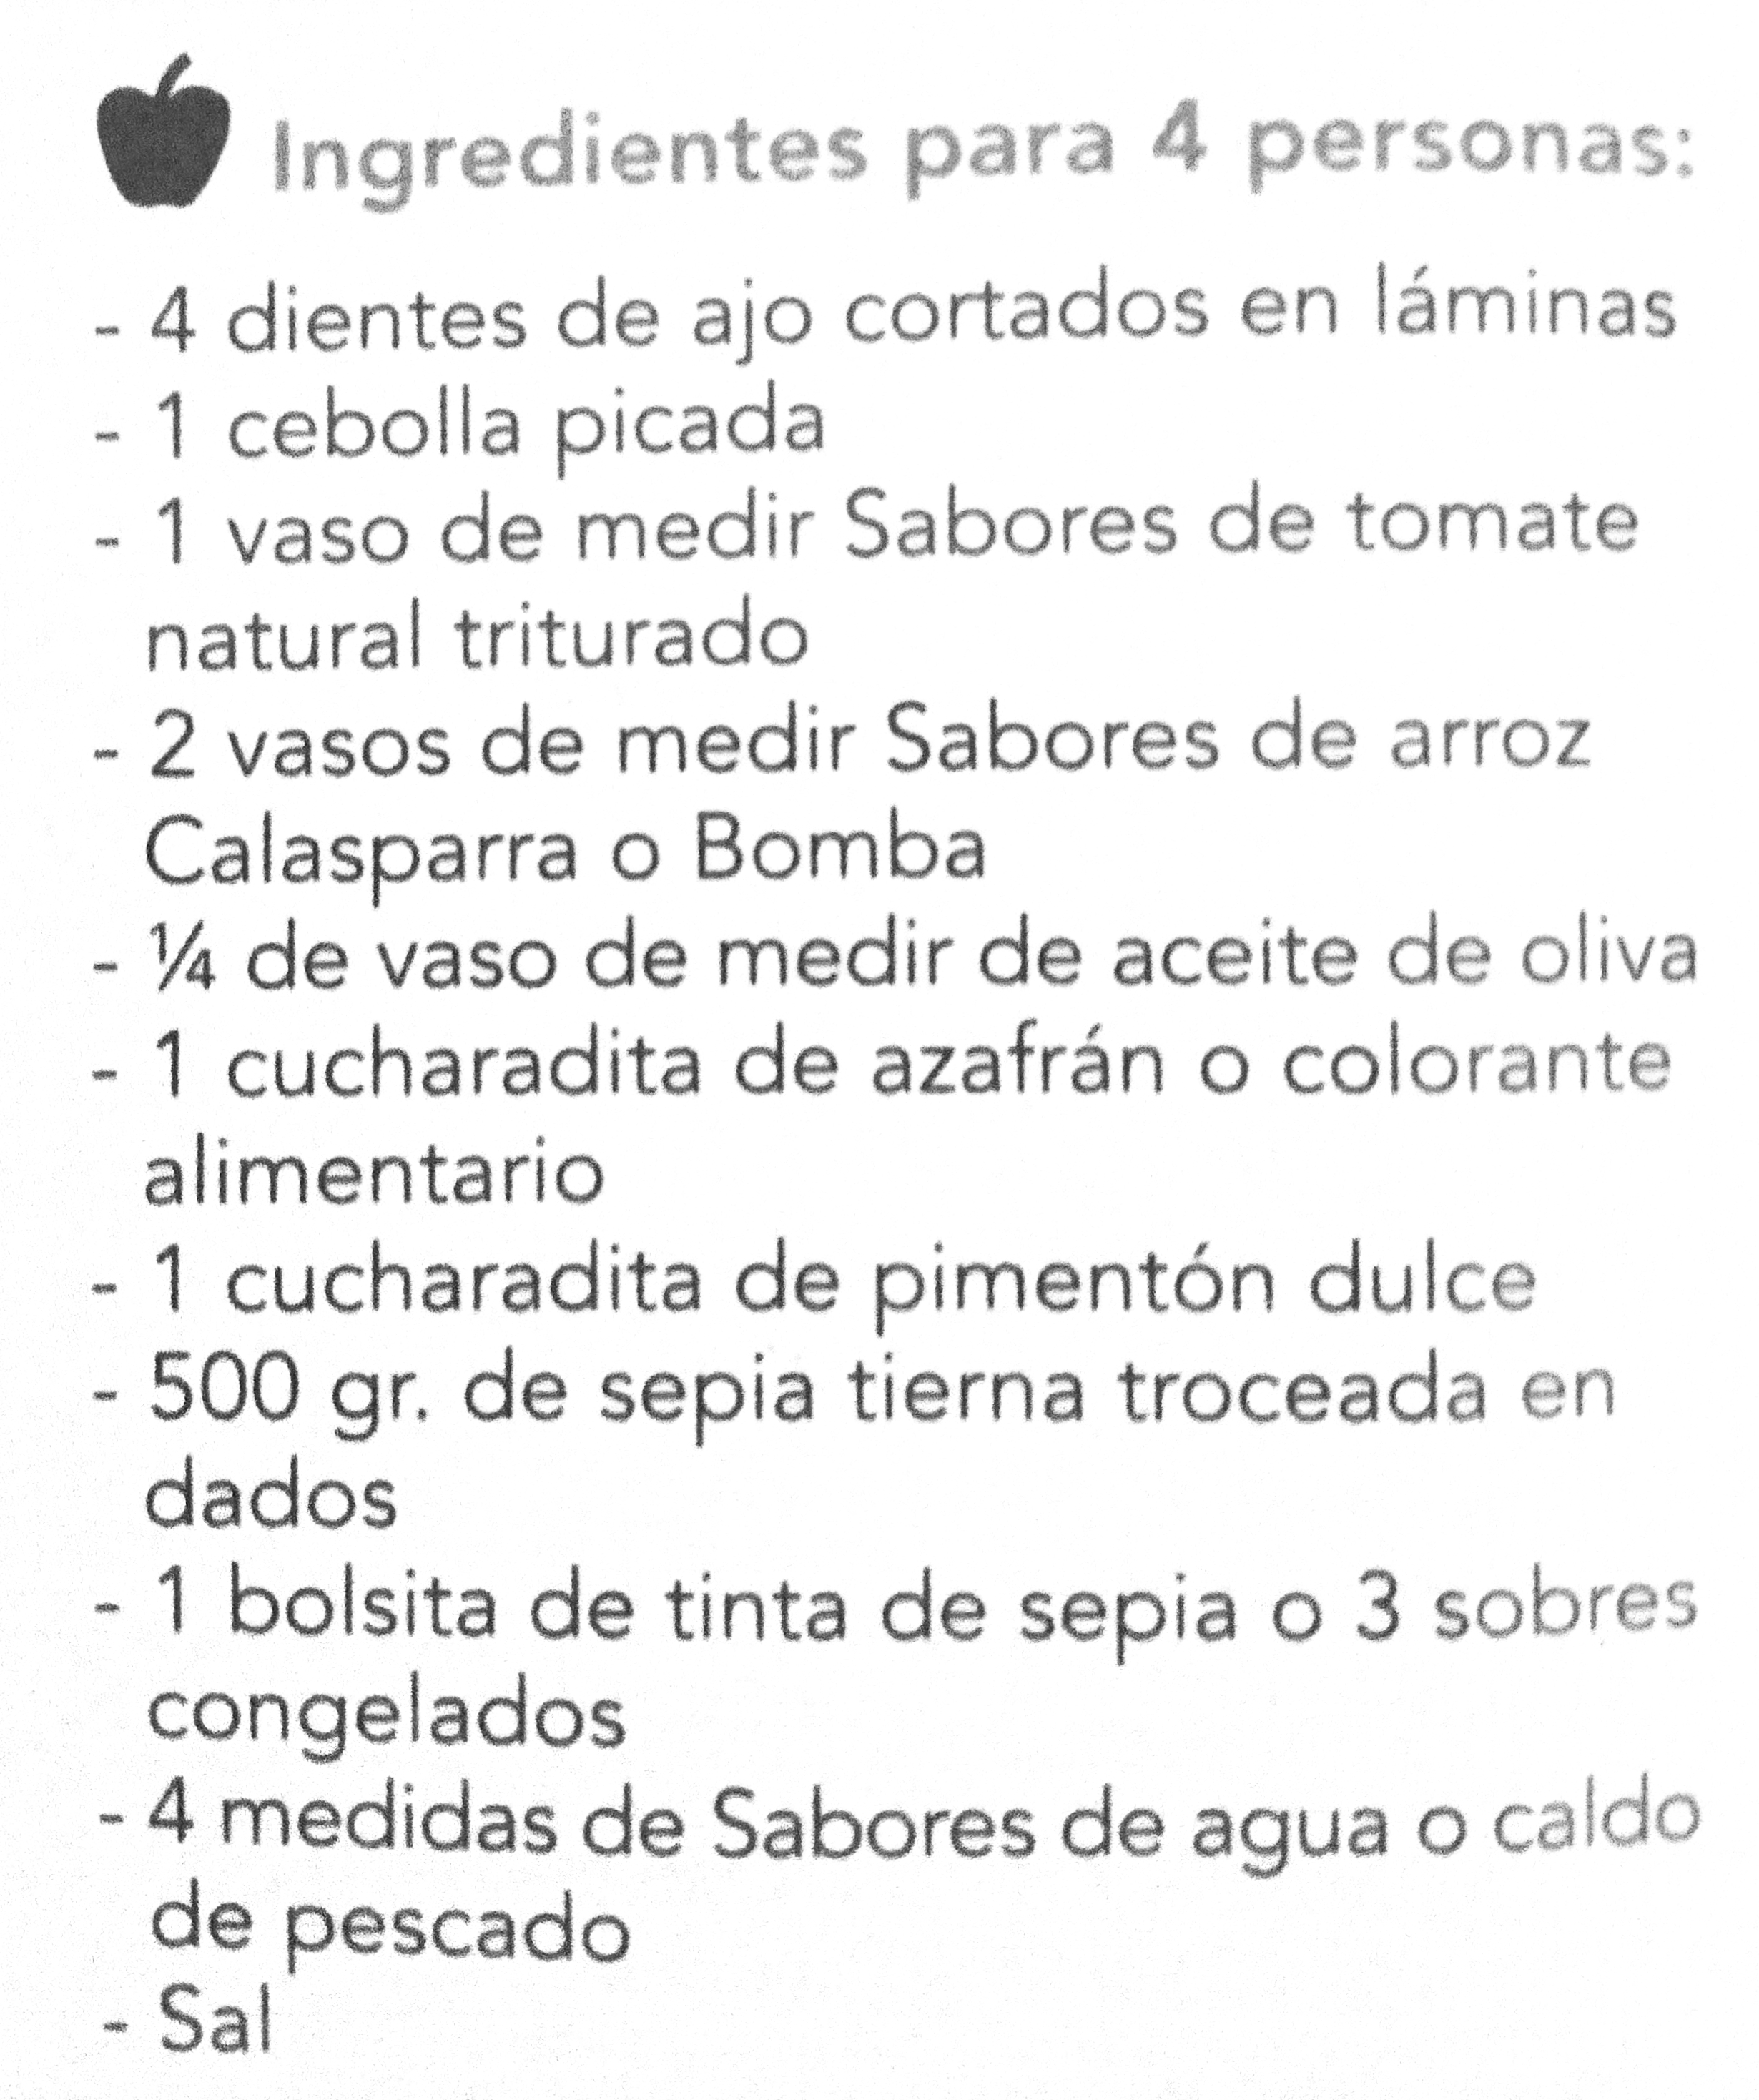 Ingredientes para 4 personas:
- 4 dientes de ajo cortados en láminas
- 1 cebolla picada
- 1 vaso de medir Sabores de tomate
natural triturado
- 2 vasos de medir Sabores de arroz
Calasparra o Bomba
- ¼ de vaso de medir de aceite de oliva
- 1 cucharadita de azafrán o colorante
alimentario
- 1 cucharadita de pimentón dulce
- 500 gr. de sepia tierna troceada en
dados
- 1 bolsita de tinta de sepia o 3 sobres
congelados
- 4 medidas de Sabores de agua o caldo
de pescado
- Sal